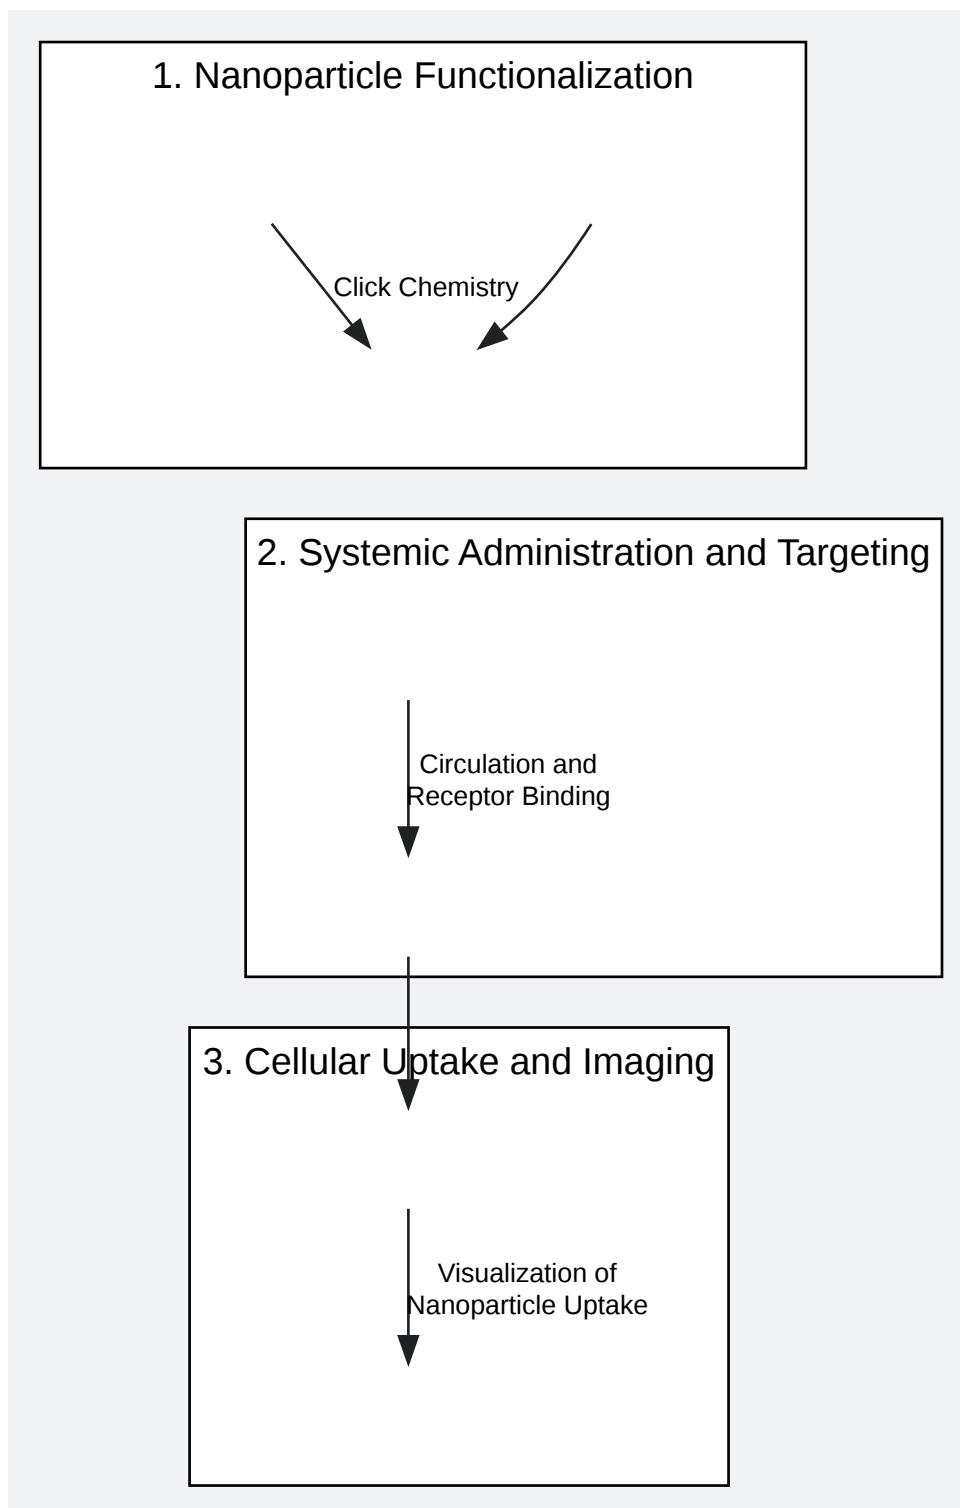 1. Nanoparticle Functionalization
Click Chemistry
2. Systemic Administration and Targeting
Circulation and
Receptor Binding
3. Cellular Uptake and Imaging
Visualization of
Nanoparticle Uptake